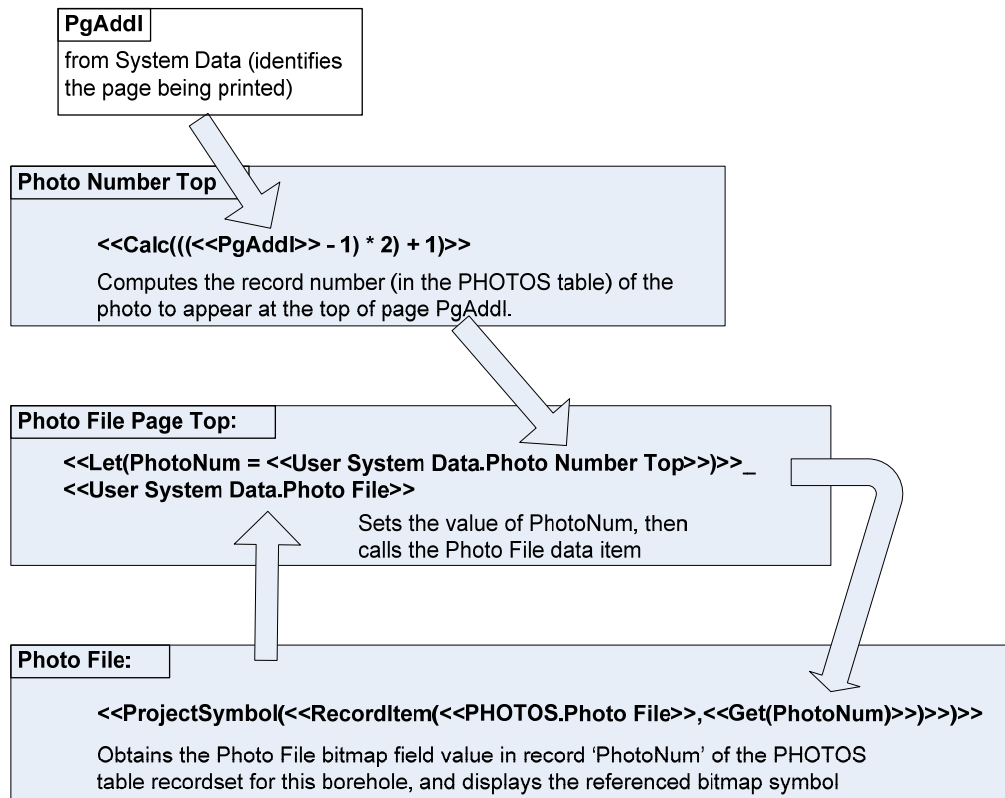 PgAddl
from System Data (identifies
the page being printed)
Photo Number Top
<<Calc(((<<PgAddl>> - 1) * 2) + 1)>>
Computes the record number (in the PHOTOS table) of the
photo to appear at the top of page PgAddl.
Photo File Page Top:
<<Let(PhotoNum = <<User System Data.Photo Number Top>>)>>_
<<User System Data.Photo File>>
Sets the value of PhotoNum, then
calls the Photo File data item
Photo File:
<<ProjectSymbol(<<RecordItem(<<PHOTOS.Photo File>>,<<Get(PhotoNum)>>)>>)>>
Obtains the Photo File bitmap field value in record ‘PhotoNum’ of the PHOTOS
table recordset for this borehole, and displays the referenced bitmap symbol